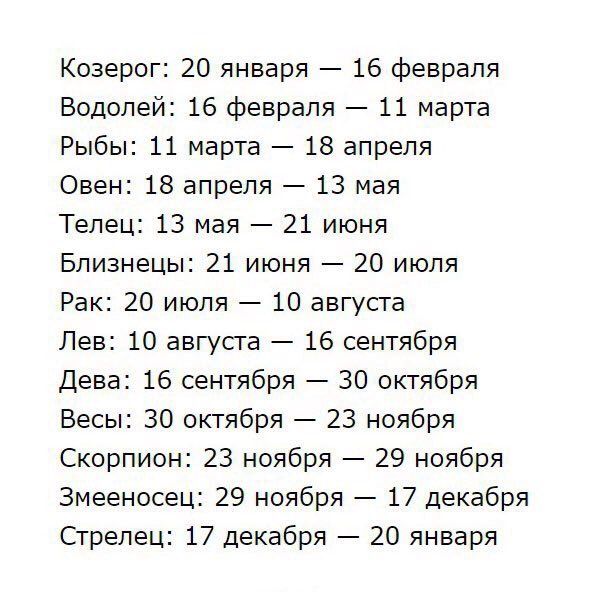 Козерог: 20 января — 16 февраля
Водолей: 16 февраля — 11 марта
Рыбы: 11 марта — 18 апреля
Овен: 18 апреля — 13 мая
Телец: 13 мая — 21 июня
Близнецы: 21 июня — 20 июля
Рак: 20 июля — 10 августа
Лев: 10 августа — 16 сентября
Дева: 16 сентября — 30 октября
Весы: 30 октября — 23 ноября
Скорпион: 23 ноября — 29 ноября
Змееносец: 29 ноября — 17 декабря
Стрелец: 17 декабря — 20 января